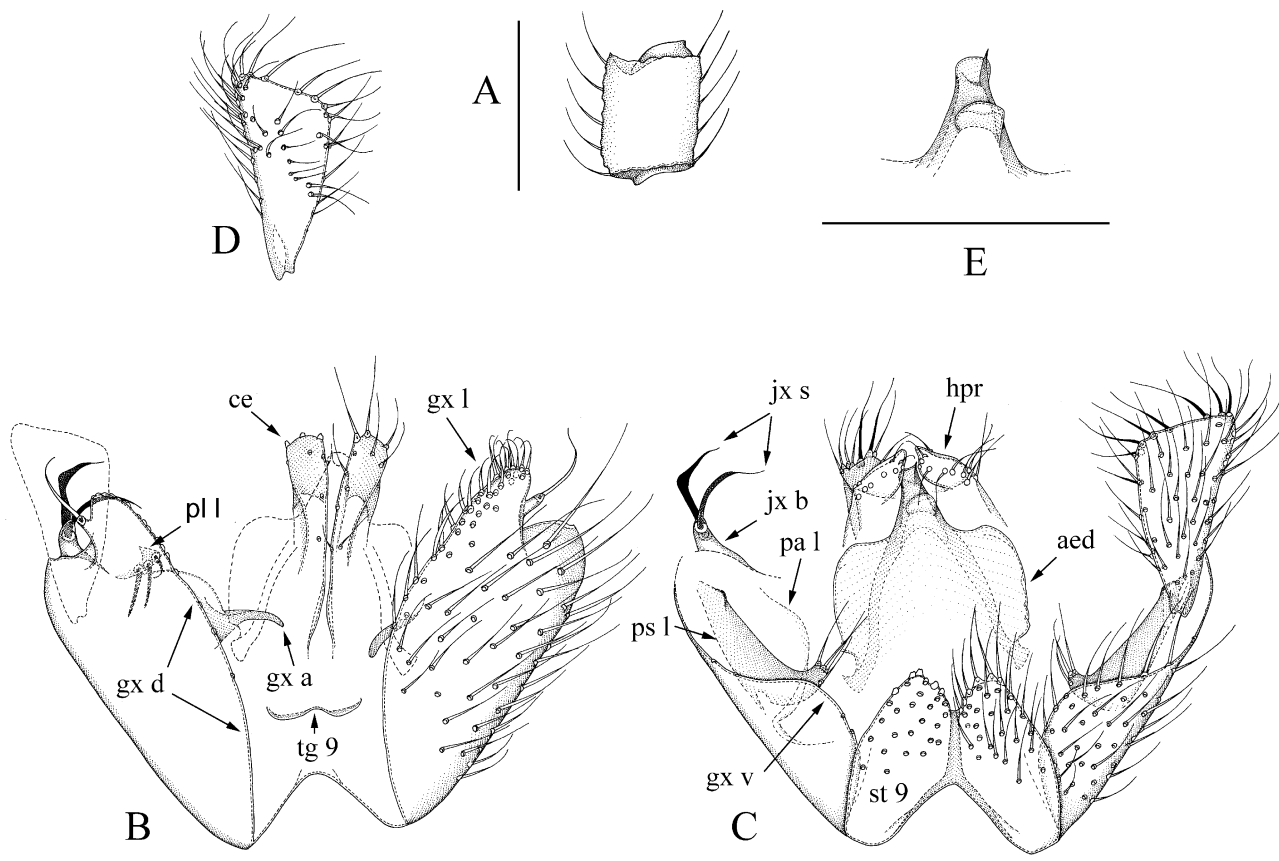 A
D
E
ce
gx l
pl l
gx d
gx a
tg 9
B
jx s
hpr
jx b
pa l
aed
ps l
gx v
st 9
C